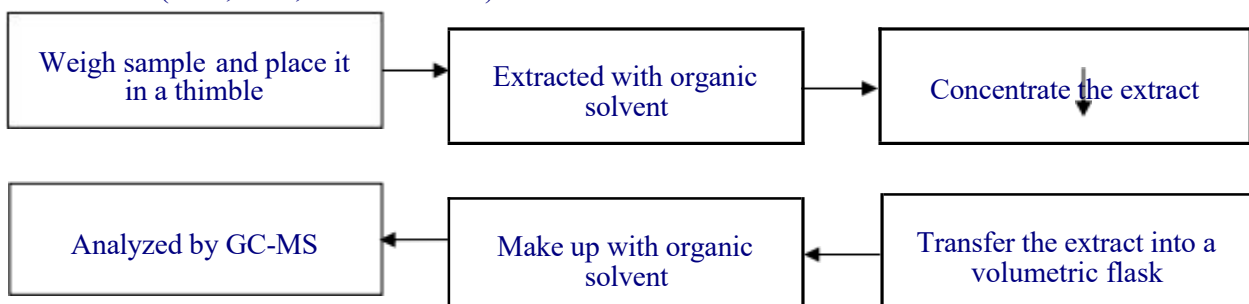 Weigh sample and place it
in a thimble
Extracted with organic
solvent
Concentrate the extract
Analyzed by GC-MS
Make up with organic
solvent
Transfer the extract into a
volumetric flask